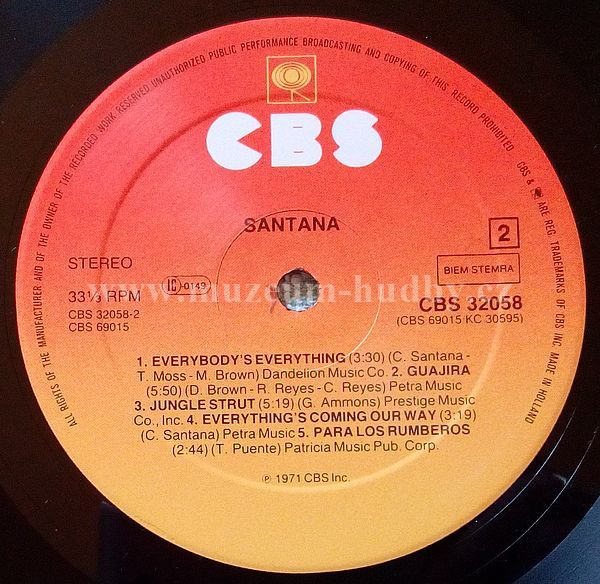 ALL RIGHTS OF THE MANUFACTURER AND OF THE OWNER OF THE RECORDED WORK RESERVED. UNAUTHORIZED PUBLIC PERFORMANCE BROADCASTING AND COPYING OF THIS RECORD PROHIBITED. CBS & ARE REG. TRADEMARKS OF CBS INC. MADE IN HOLLAND
CBS
SANTANA
2
STEREO
LC-0149
BIEM·STEMRA
www.muzeum-hudby.cz
33⅓ RPM
CBS 32058
CBS 32058-2
(CBS 69015/KC 30595)
CBS 69015
1. EVERYBODY'S EVERYTHING (3:30) (C. Santana -
T. Moss - M. Brown) Dandelion Music Co. 2. GUAJIRA
(5:50) (D. Brown - R. Reyes - C. Reyes) Petra Music
3. JUNGLE STRUT (5:19) (G. Ammons) Prestige Music
Co., Inc. 4. EVERYTHING'S COMING OUR WAY (3:19)
(C. Santana) Petra Music 5. PARA LOS RUMBEROS
(2:44) (T. Puente) Patricia Music Pub. Corp.
℗ 1971 CBS Inc.